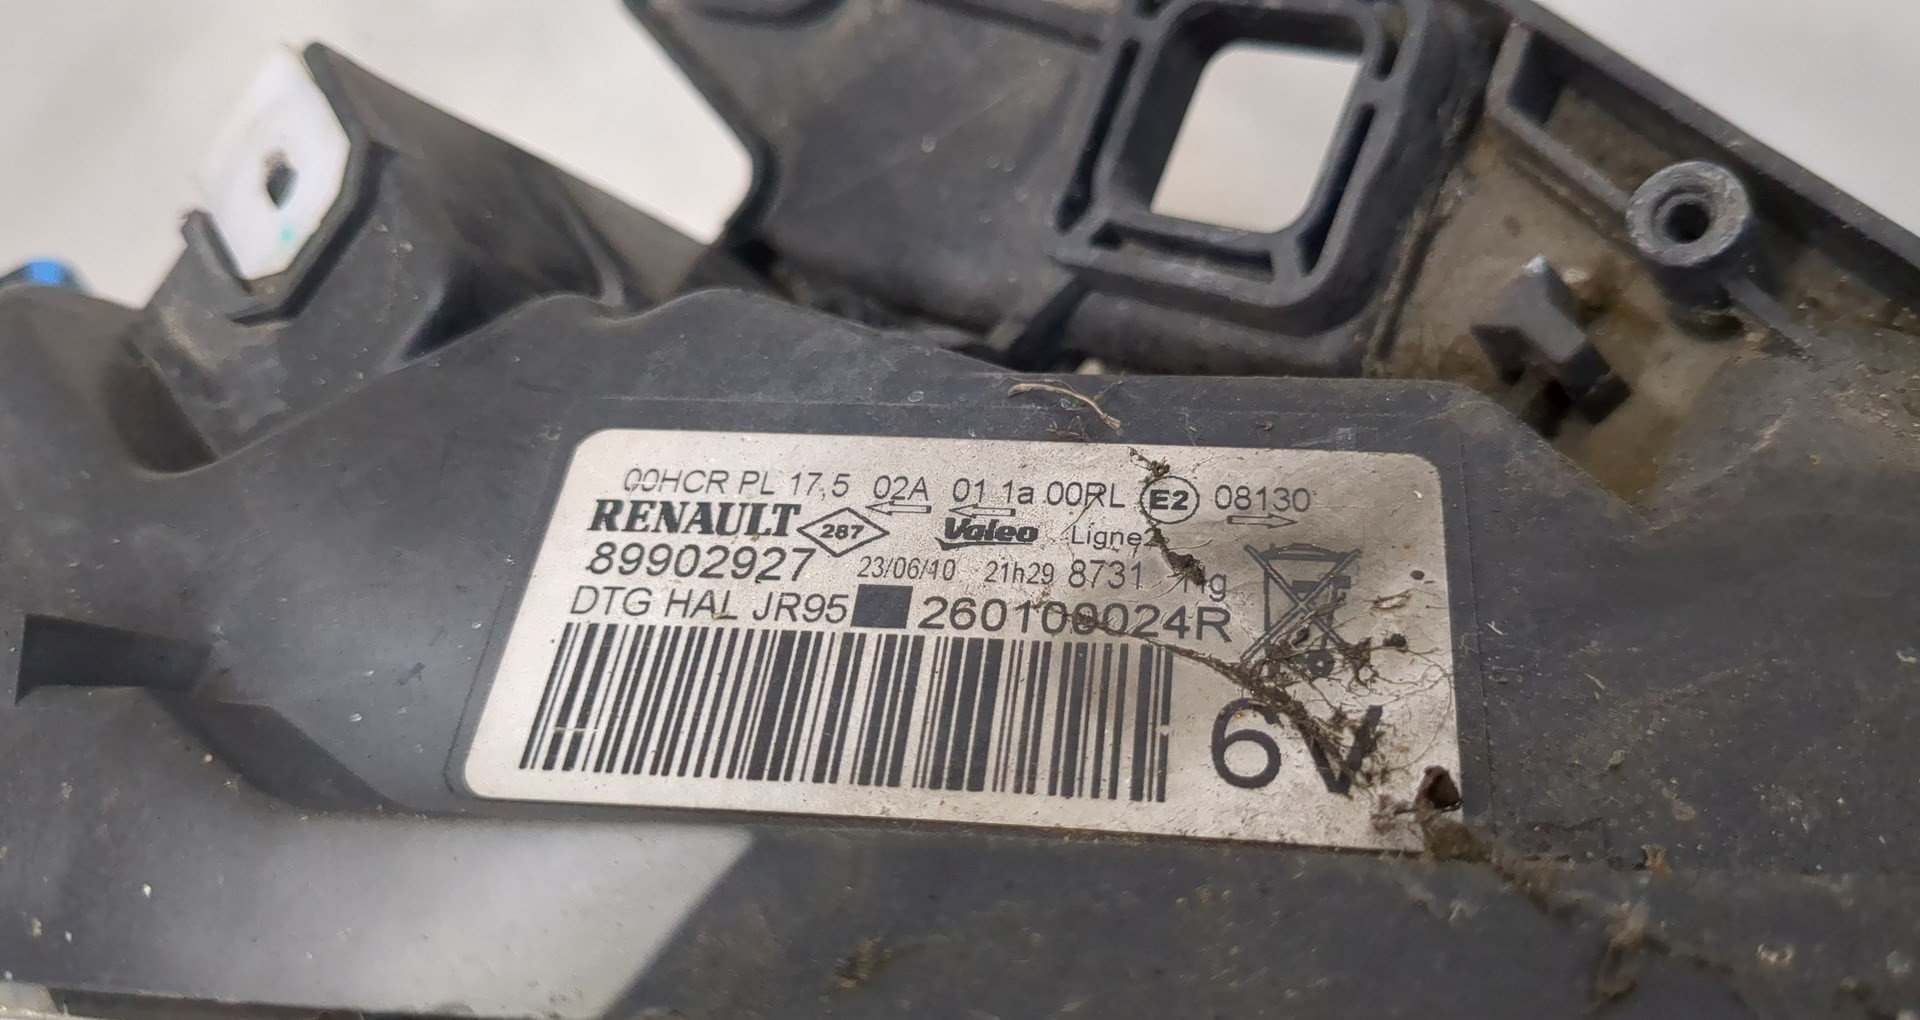 00HCR PL 17,5 02A 01 1a 00RL E2 08130
RENAULT 287 Valeo Ligne2
89902927 23/06/10 21h29 8731
DTG HAL JR95 260100024R
6V